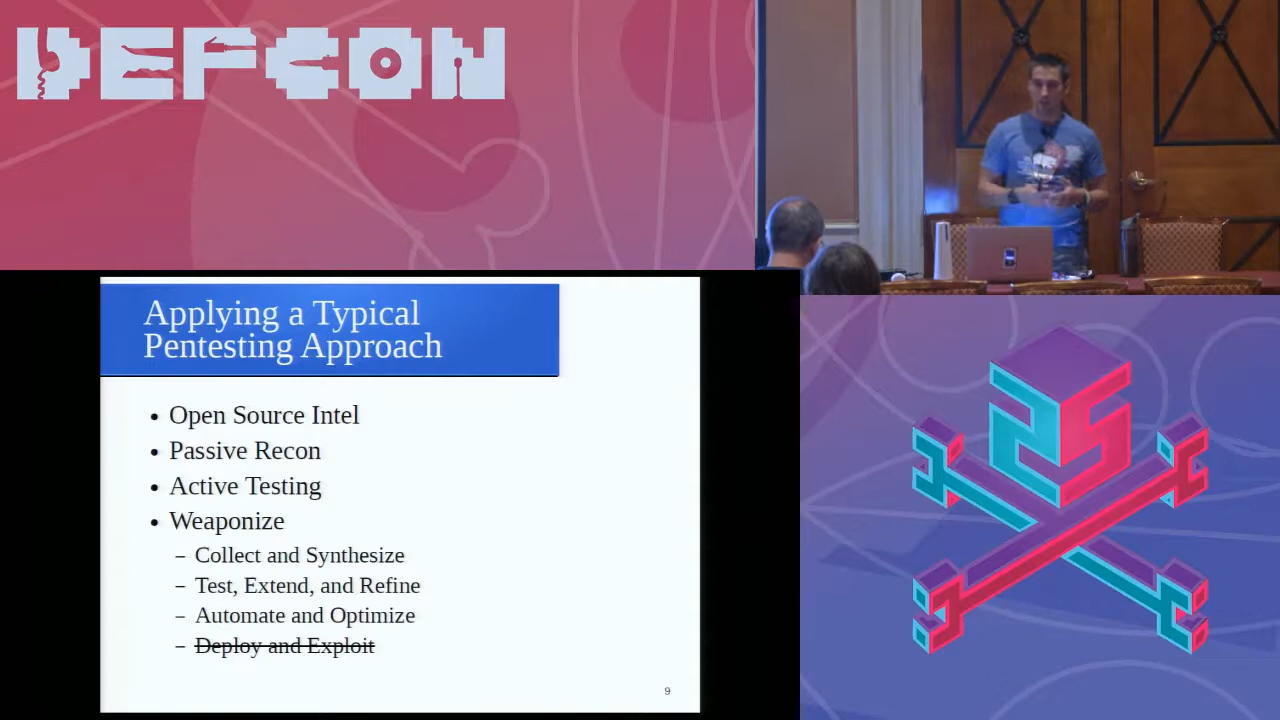 DEFCON
Applying a Typical
Pentesting Approach
• Open Source Intel
• Passive Recon
• Active Testing
• Weaponize
– Collect and Synthesize
– Test, Extend, and Refine
– Automate and Optimize
– Deploy and Exploit
9
25